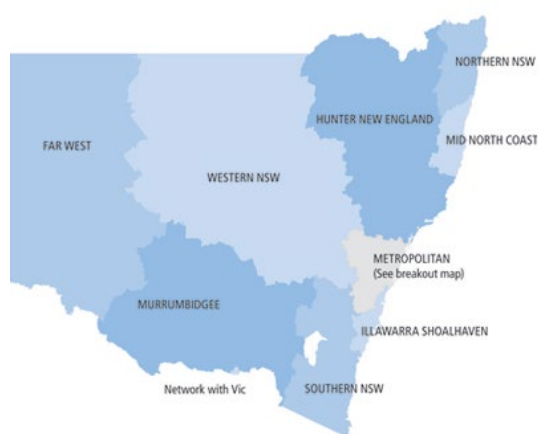 NORTHERN NSW
HUNTER NEW ENGLAND
MID NORTH COAST
FAR WEST
WESTERN NSW
METROPOLITAN
(See breakout map)
MURRUMBIDGEE
ILLAWARRA SHOALHAVEN
Network with Vic
SOUTHERN NSW